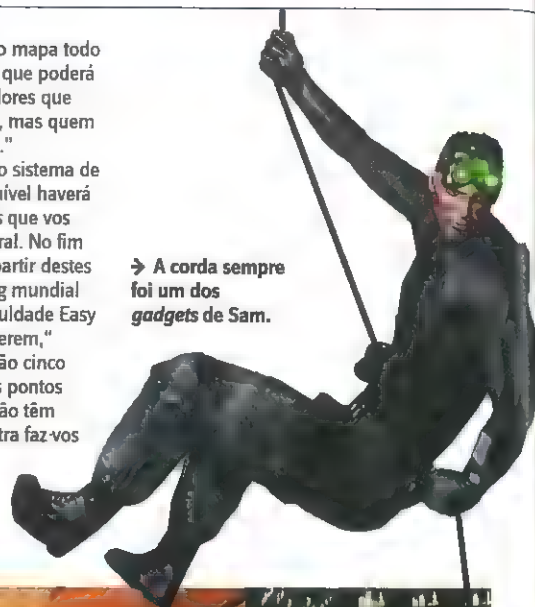 o mapa todo
que poderá
lores que
, mas quem
."
o sistema de
ível haverá
s que vos
ral. No fim
partir destes
g mundial
uldade Easy
erem,"
ão cinco
s pontos
ão têm
tra faz-vos
→ A corda sempre
foi um dos
gadgets de Sam.